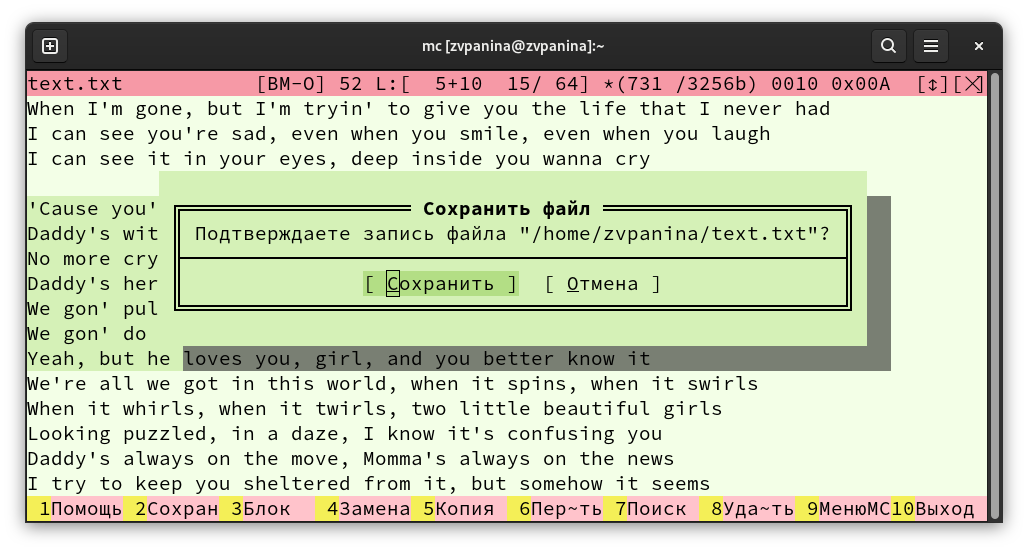 mc [zvpanina@zvpanina]:~
text.txt [BM-O] 52 L:[ 5+10 15/ 64] *(731 /3256b) 0010 0x00A [↕][X]
When I'm gone, but I'm tryin' to give you the life that I never had
I can see you're sad, even when you smile, even when you laugh
I can see it in your eyes, deep inside you wanna cry
'Cause you'
Сохранить файл
Daddy's wit
Подтверждаете запись файла "/home/zvpanina/text.txt"?
No more cry
Daddy's her
[ Сохранить ] [ Отмена ]
We gon' pul
We gon' do
Yeah, but he loves you, girl, and you better know it
We're all we got in this world, when it spins, when it swirls
When it whirls, when it twirls, two little beautiful girls
Looking puzzled, in a daze, I know it's confusing you
Daddy's always on the move, Momma's always on the news
I try to keep you sheltered from it, but somehow it seems
1Помощь 2Сохран 3Блок 4Замена 5Копия 6Пер~ть 7Поиск 8Уда~ть 9МенюMC 10Выход